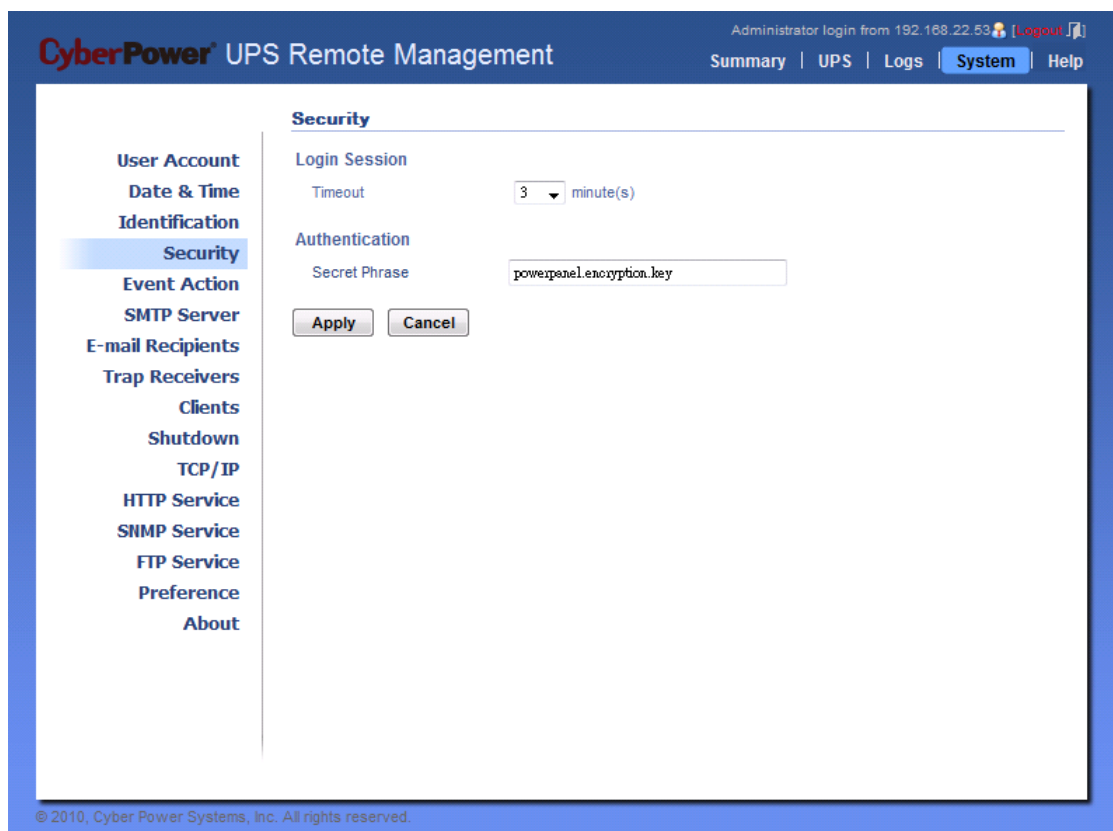 Administrator login from 192.168.22.53 [Logout]
CyberPower UPS Remote Management
Summary | UPS | Logs | System | Help
Security
User Account
Date & Time
Identification
Security
Event Action
SMTP Server
E-mail Recipients
Trap Receivers
Clients
Shutdown
TCP/IP
HTTP Service
SNMP Service
FTP Service
Preference
About
Login Session
Timeout 3 minute(s)
Authentication
Secret Phrase powerpanel.encryption.key
Apply Cancel
© 2010, Cyber Power Systems, Inc. All rights reserved.